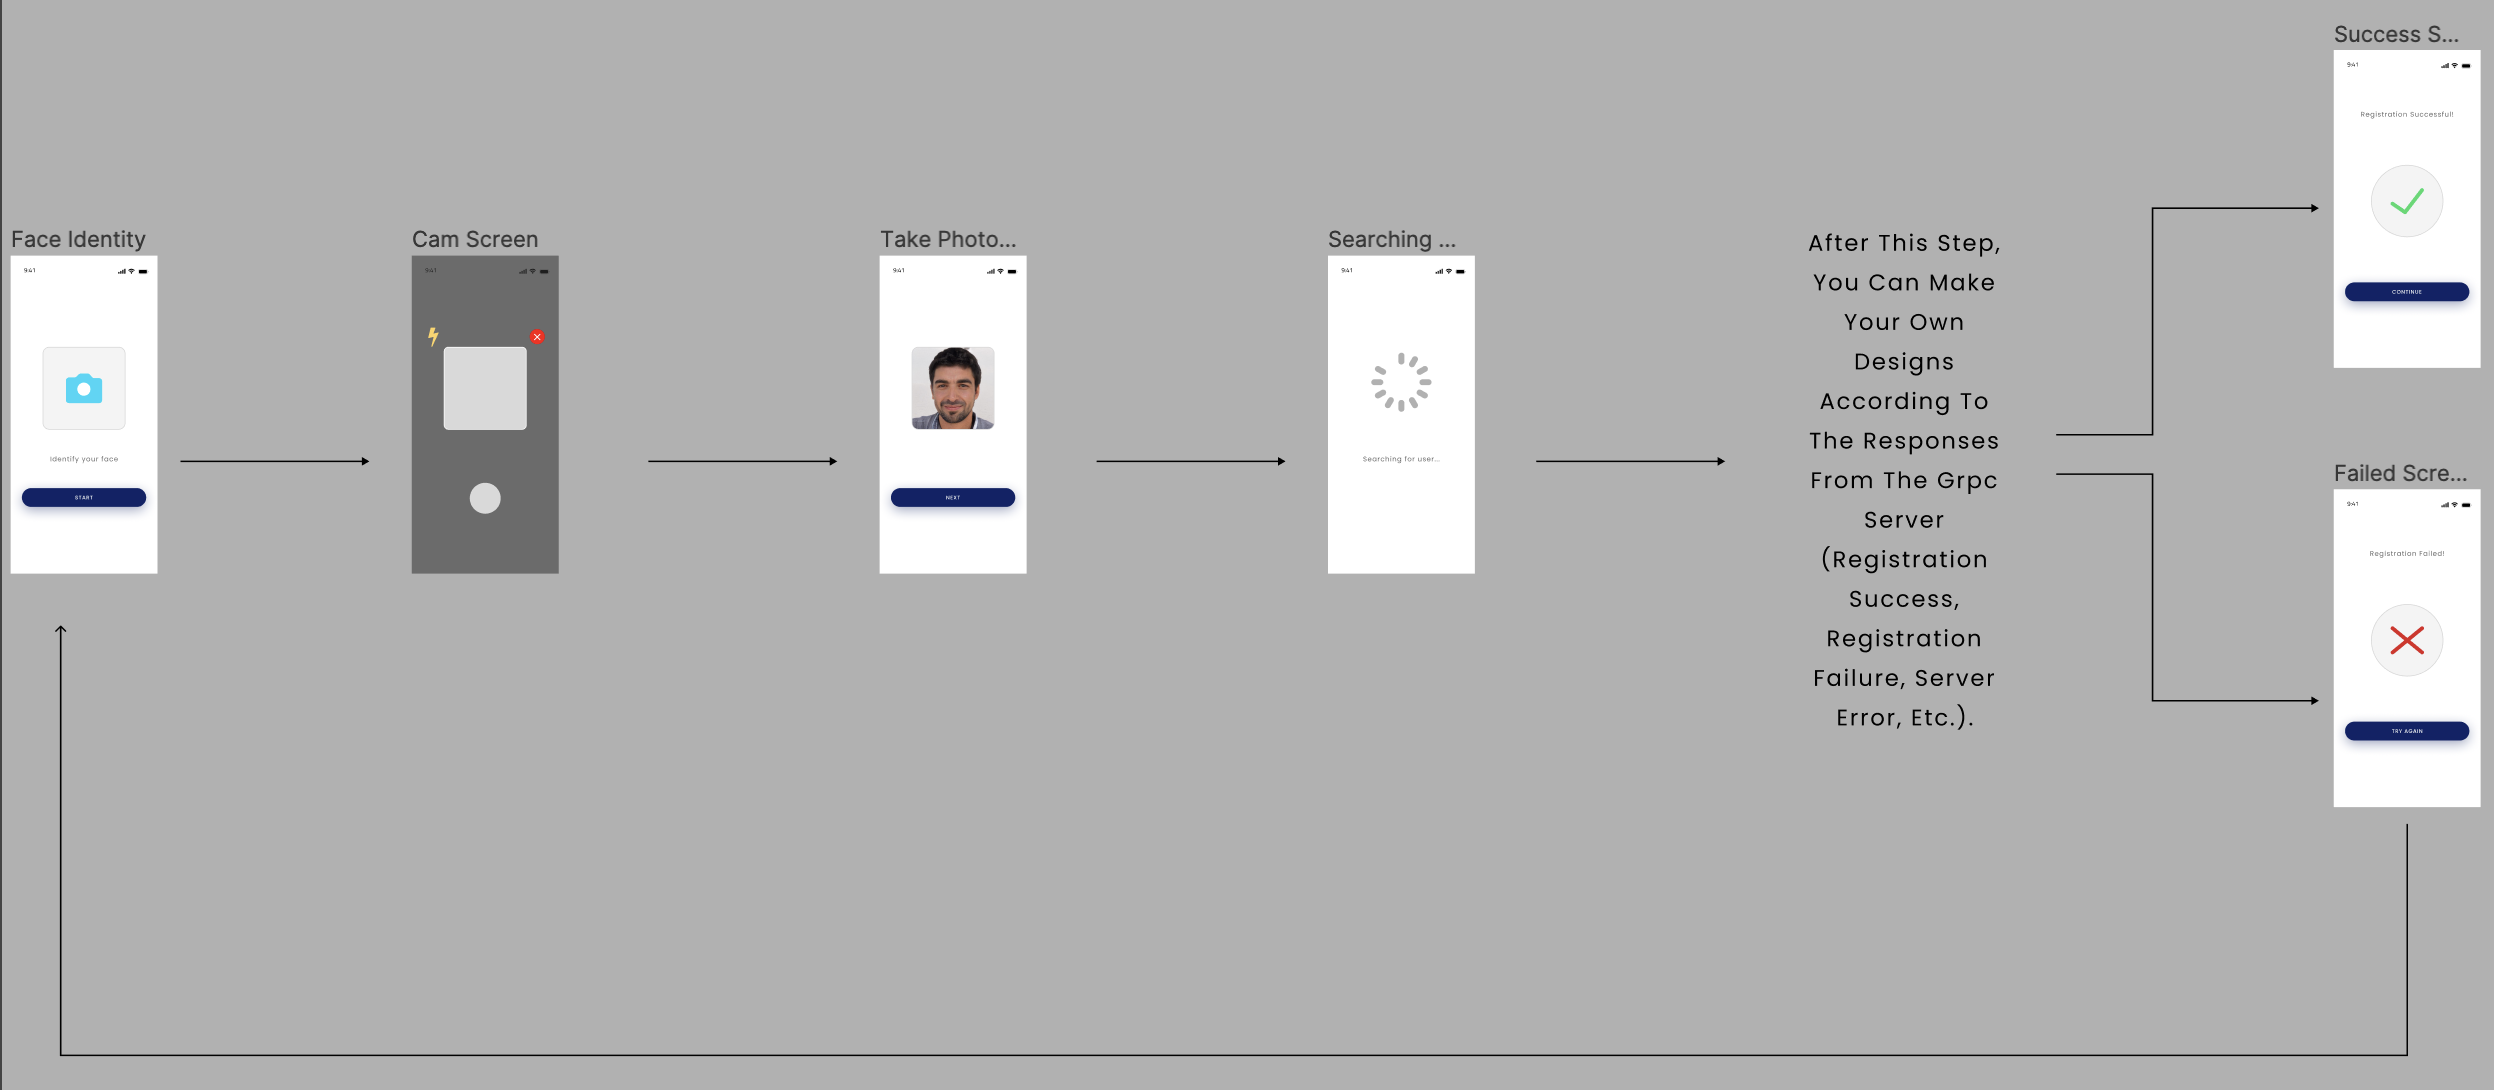 Face Identity
9:41
Identify your face
START
Cam Screen
9:41
Take Photo...
9:41
NEXT
Searching ...
9:41
Searching for user...
After This Step,
You Can Make
Your Own
Designs
According To
The Responses
From The Grpc
Server
(Registration
Success,
Registration
Failure, Server
Error, Etc.).
Success S...
9:41
Registration Successful!
CONTINUE
Failed Scre...
9:41
Registration Failed!
TRY AGAIN